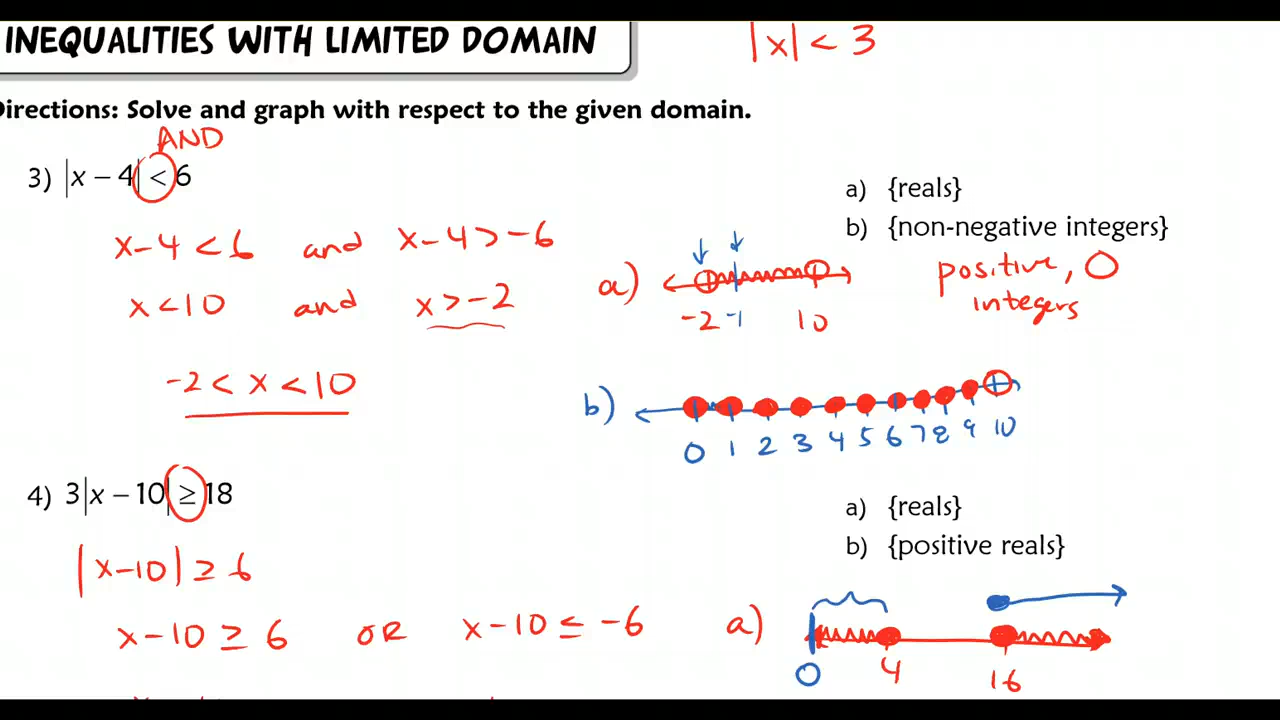 INEQUALITIES WITH LIMITED DOMAIN
|x| < 3
Directions: Solve and graph with respect to the given domain.
AND
3) |x − 4| < 6
a) {reals}
b) {non-negative integers}
x−4 < 6 and x−4 > −6
positive, 0
integers
x < 10 and x > −2
a)
-2 -1 10
-2 < x < 10
b)
0 1 2 3 4 5 6 7 8 9 10
4) 3|x − 10| ≥ 18
a) {reals}
b) {positive reals}
|x−10| ≥ 6
x−10 ≥ 6 OR x−10 ≤ −6
a)
0 4 16